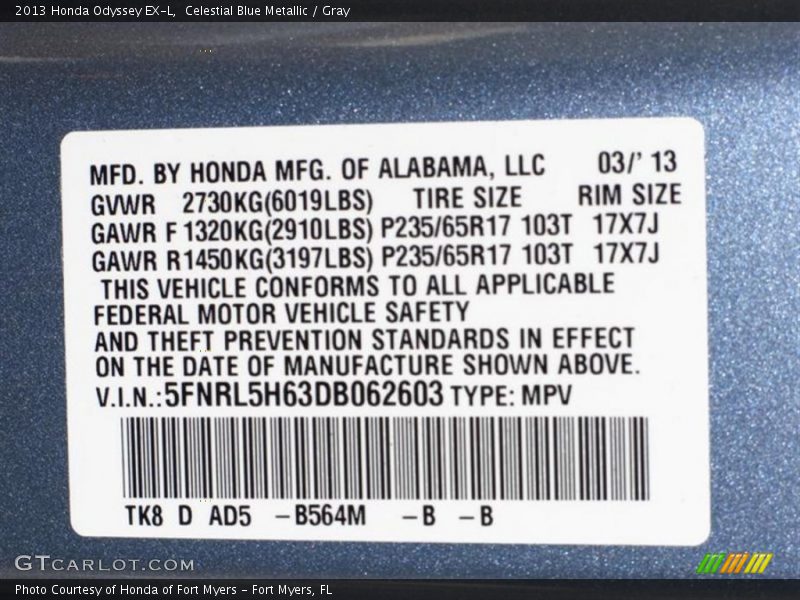 2013 Honda Odyssey EX-L,  Celestial Blue Metallic / Gray
MFD. BY HONDA MFG. OF ALABAMA, LLC 03/' 13
GVWR 2730KG(6019LBS) TIRE SIZE RIM SIZE
GAWR F 1320KG(2910LBS) P235/65R17 103T 17X7J
GAWR R1450KG(3197LBS) P235/65R17 103T 17X7J
THIS VEHICLE CONFORMS TO ALL APPLICABLE
FEDERAL MOTOR VEHICLE SAFETY
AND THEFT PREVENTION STANDARDS IN EFFECT
ON THE DATE OF MANUFACTURE SHOWN ABOVE.
V.I.N.:5FNRL5H63DB062603 TYPE: MPV
TK8 D AD5 -B564M -B -B
GTCARLOT.COM
Photo Courtesy of Honda of Fort Myers - Fort Myers, FL